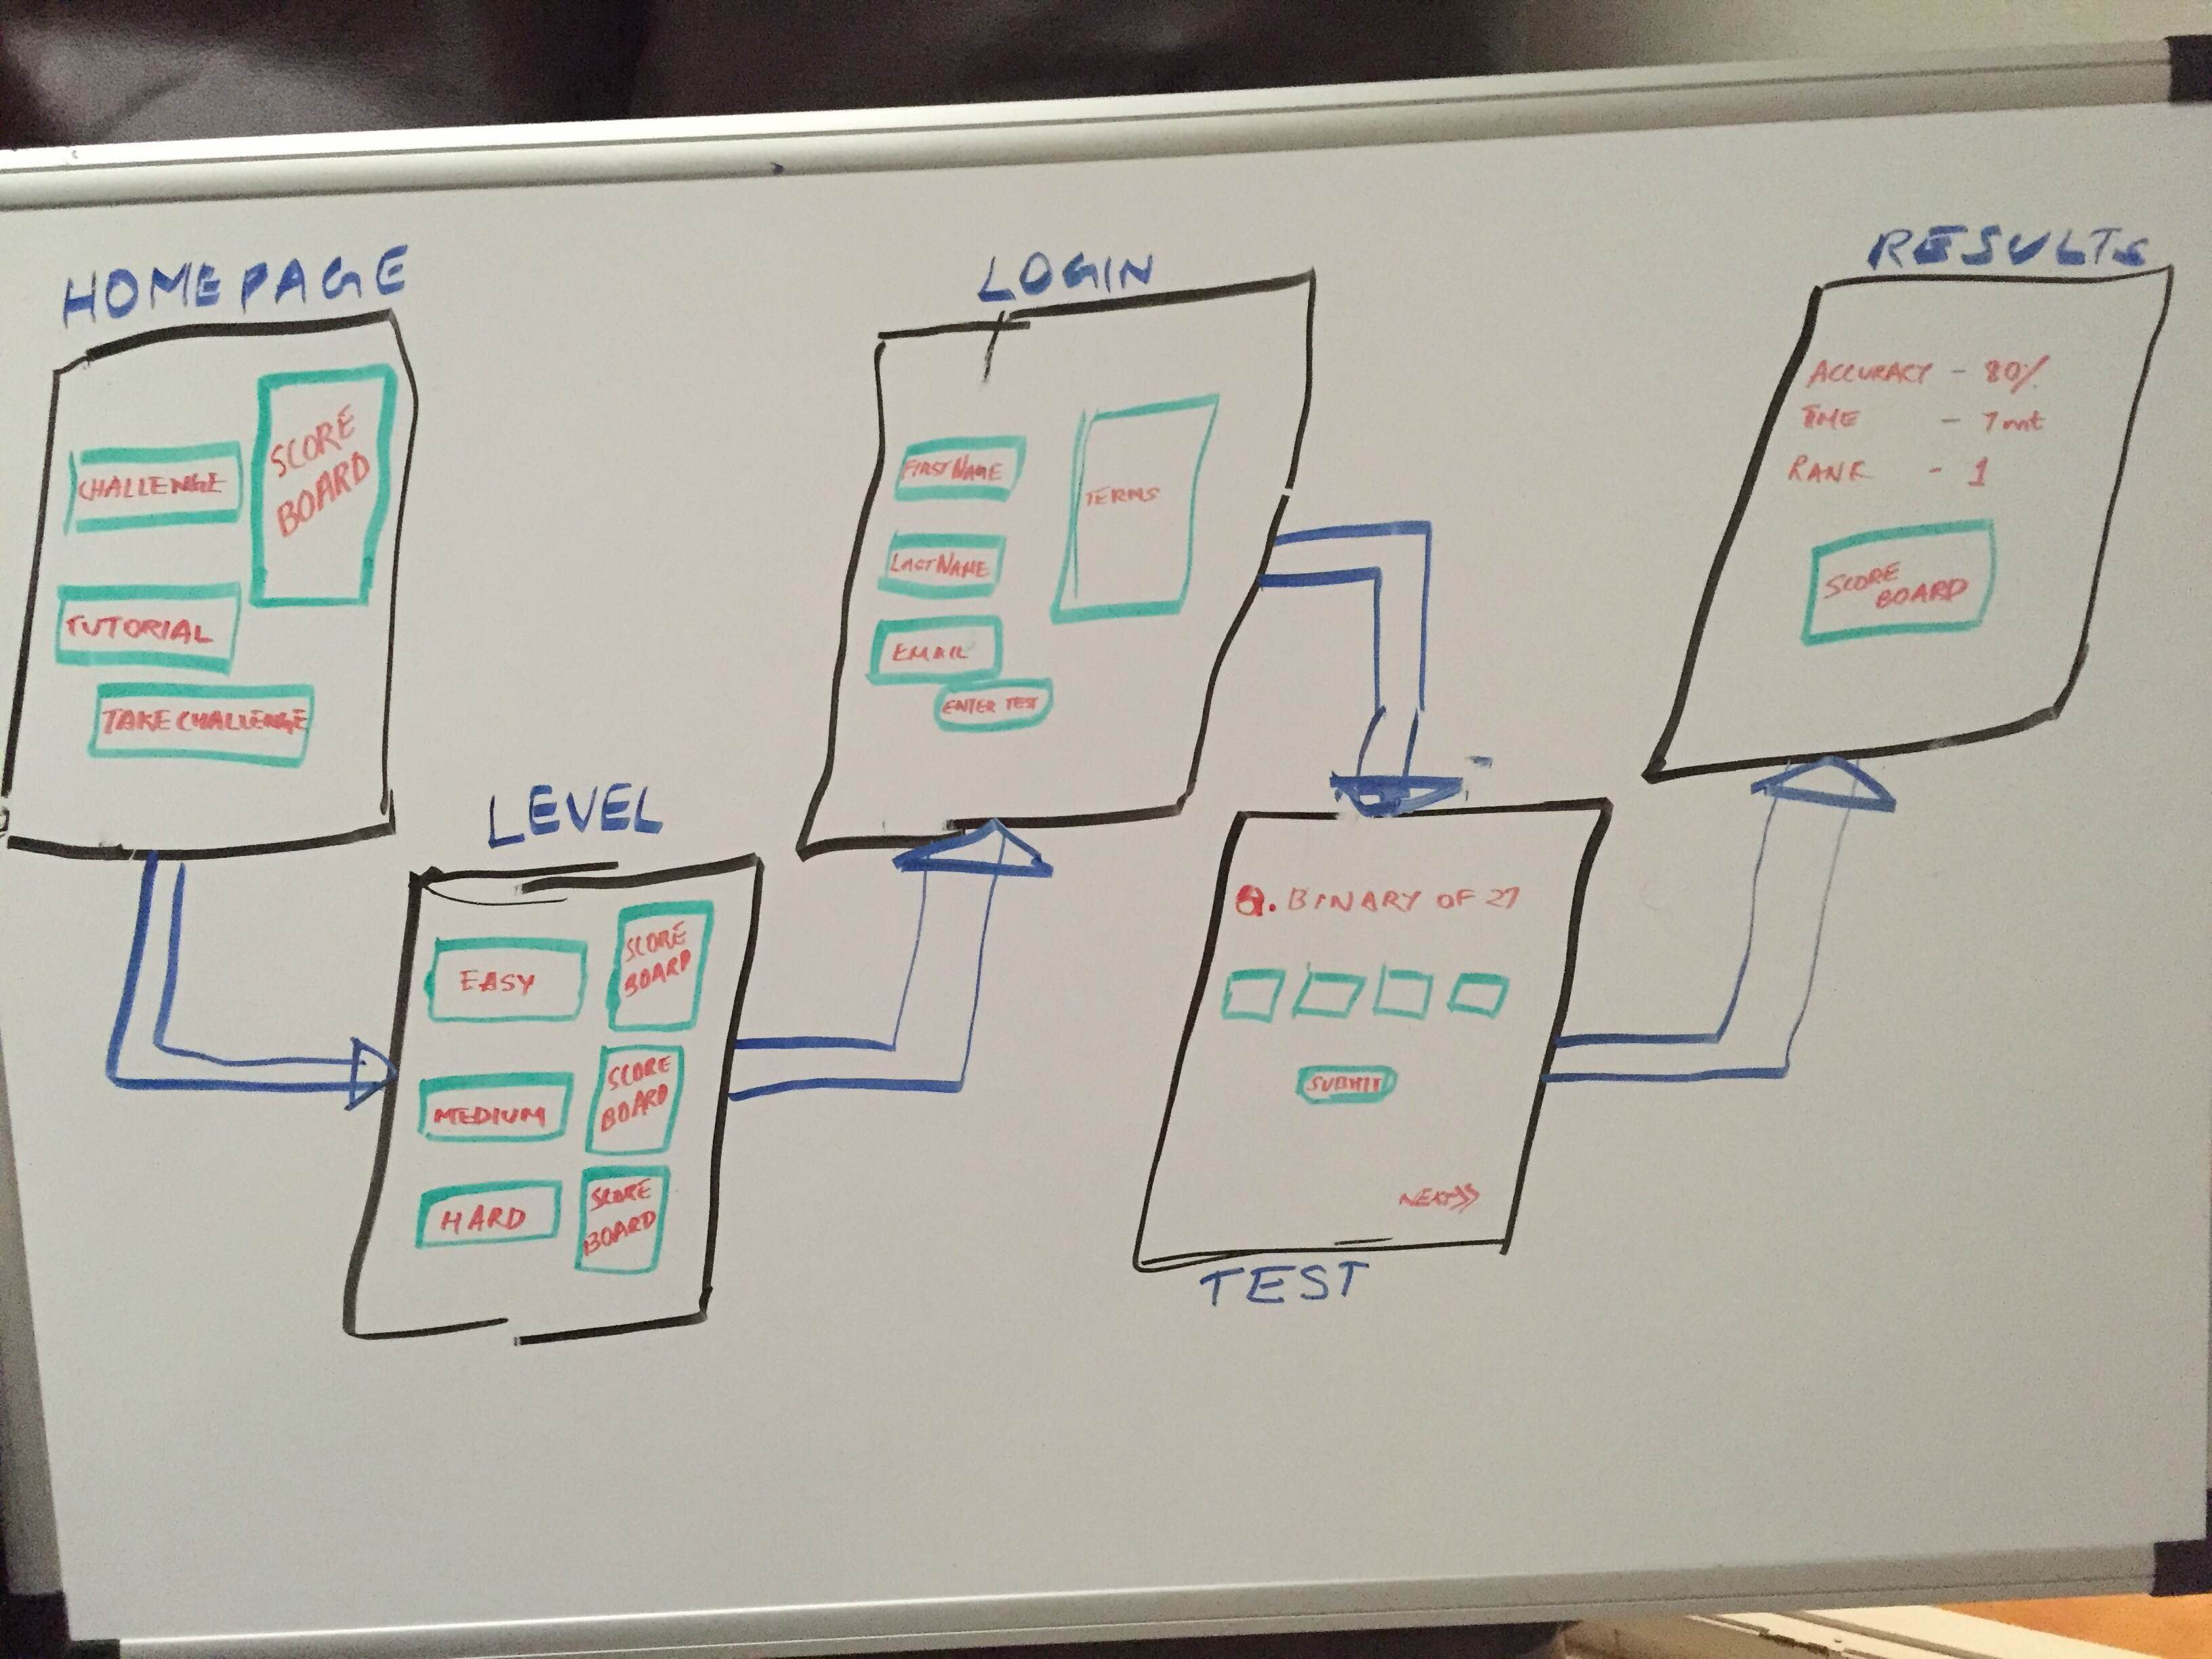 HOMEPAGE
SCORE
BOARD
CHALLENGE
TUTORIAL
TAKE CHALLENGE
LEVEL
EASY
SCORE
BOARD
MEDIUM
SCORE
BOARD
HARD
SCORE
BOARD
LOGIN
FIRST NAME
TERMS
LAST NAME
EMAIL
ENTER TEST
Q. BINARY OF 27
SUBMIT
NEXT>>
TEST
RESULTS
ACCURACY - 80%
TIME - 7 mt
RANK - 1
SCORE
BOARD